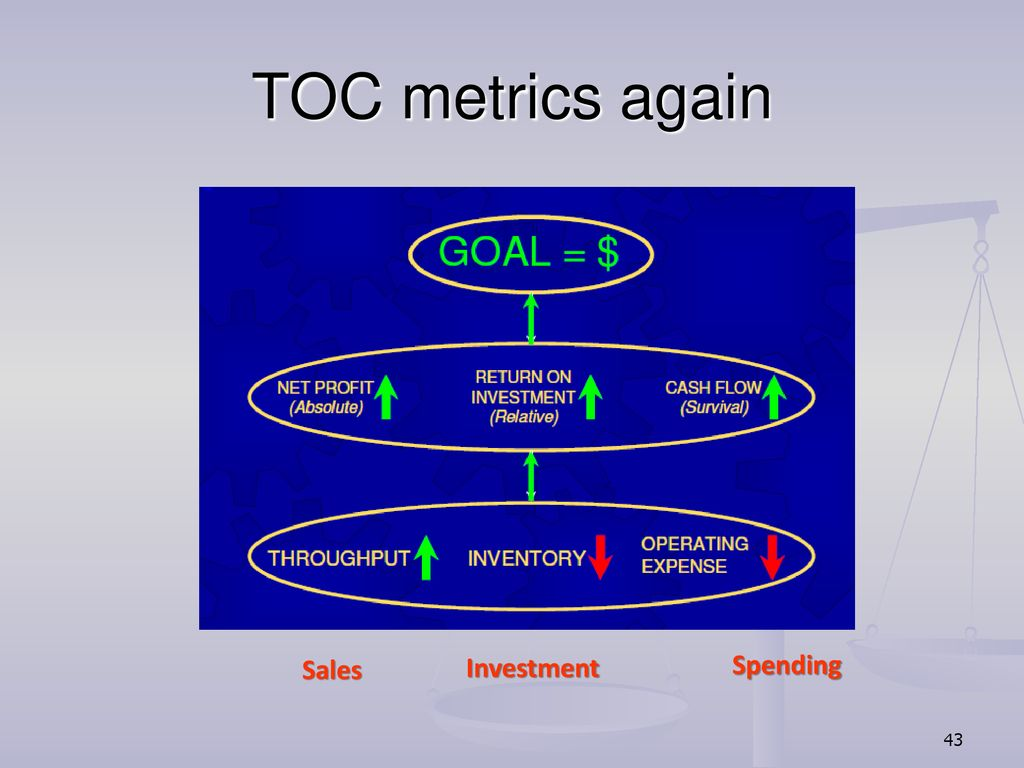 TOC metrics again
GOAL = $
NET PROFIT
(Absolute)
RETURN ON
INVESTMENT
(Relative)
CASH FLOW
(Survival)
THROUGHPUT
INVENTORY
OPERATING
EXPENSE
Sales
Investment
Spending
43